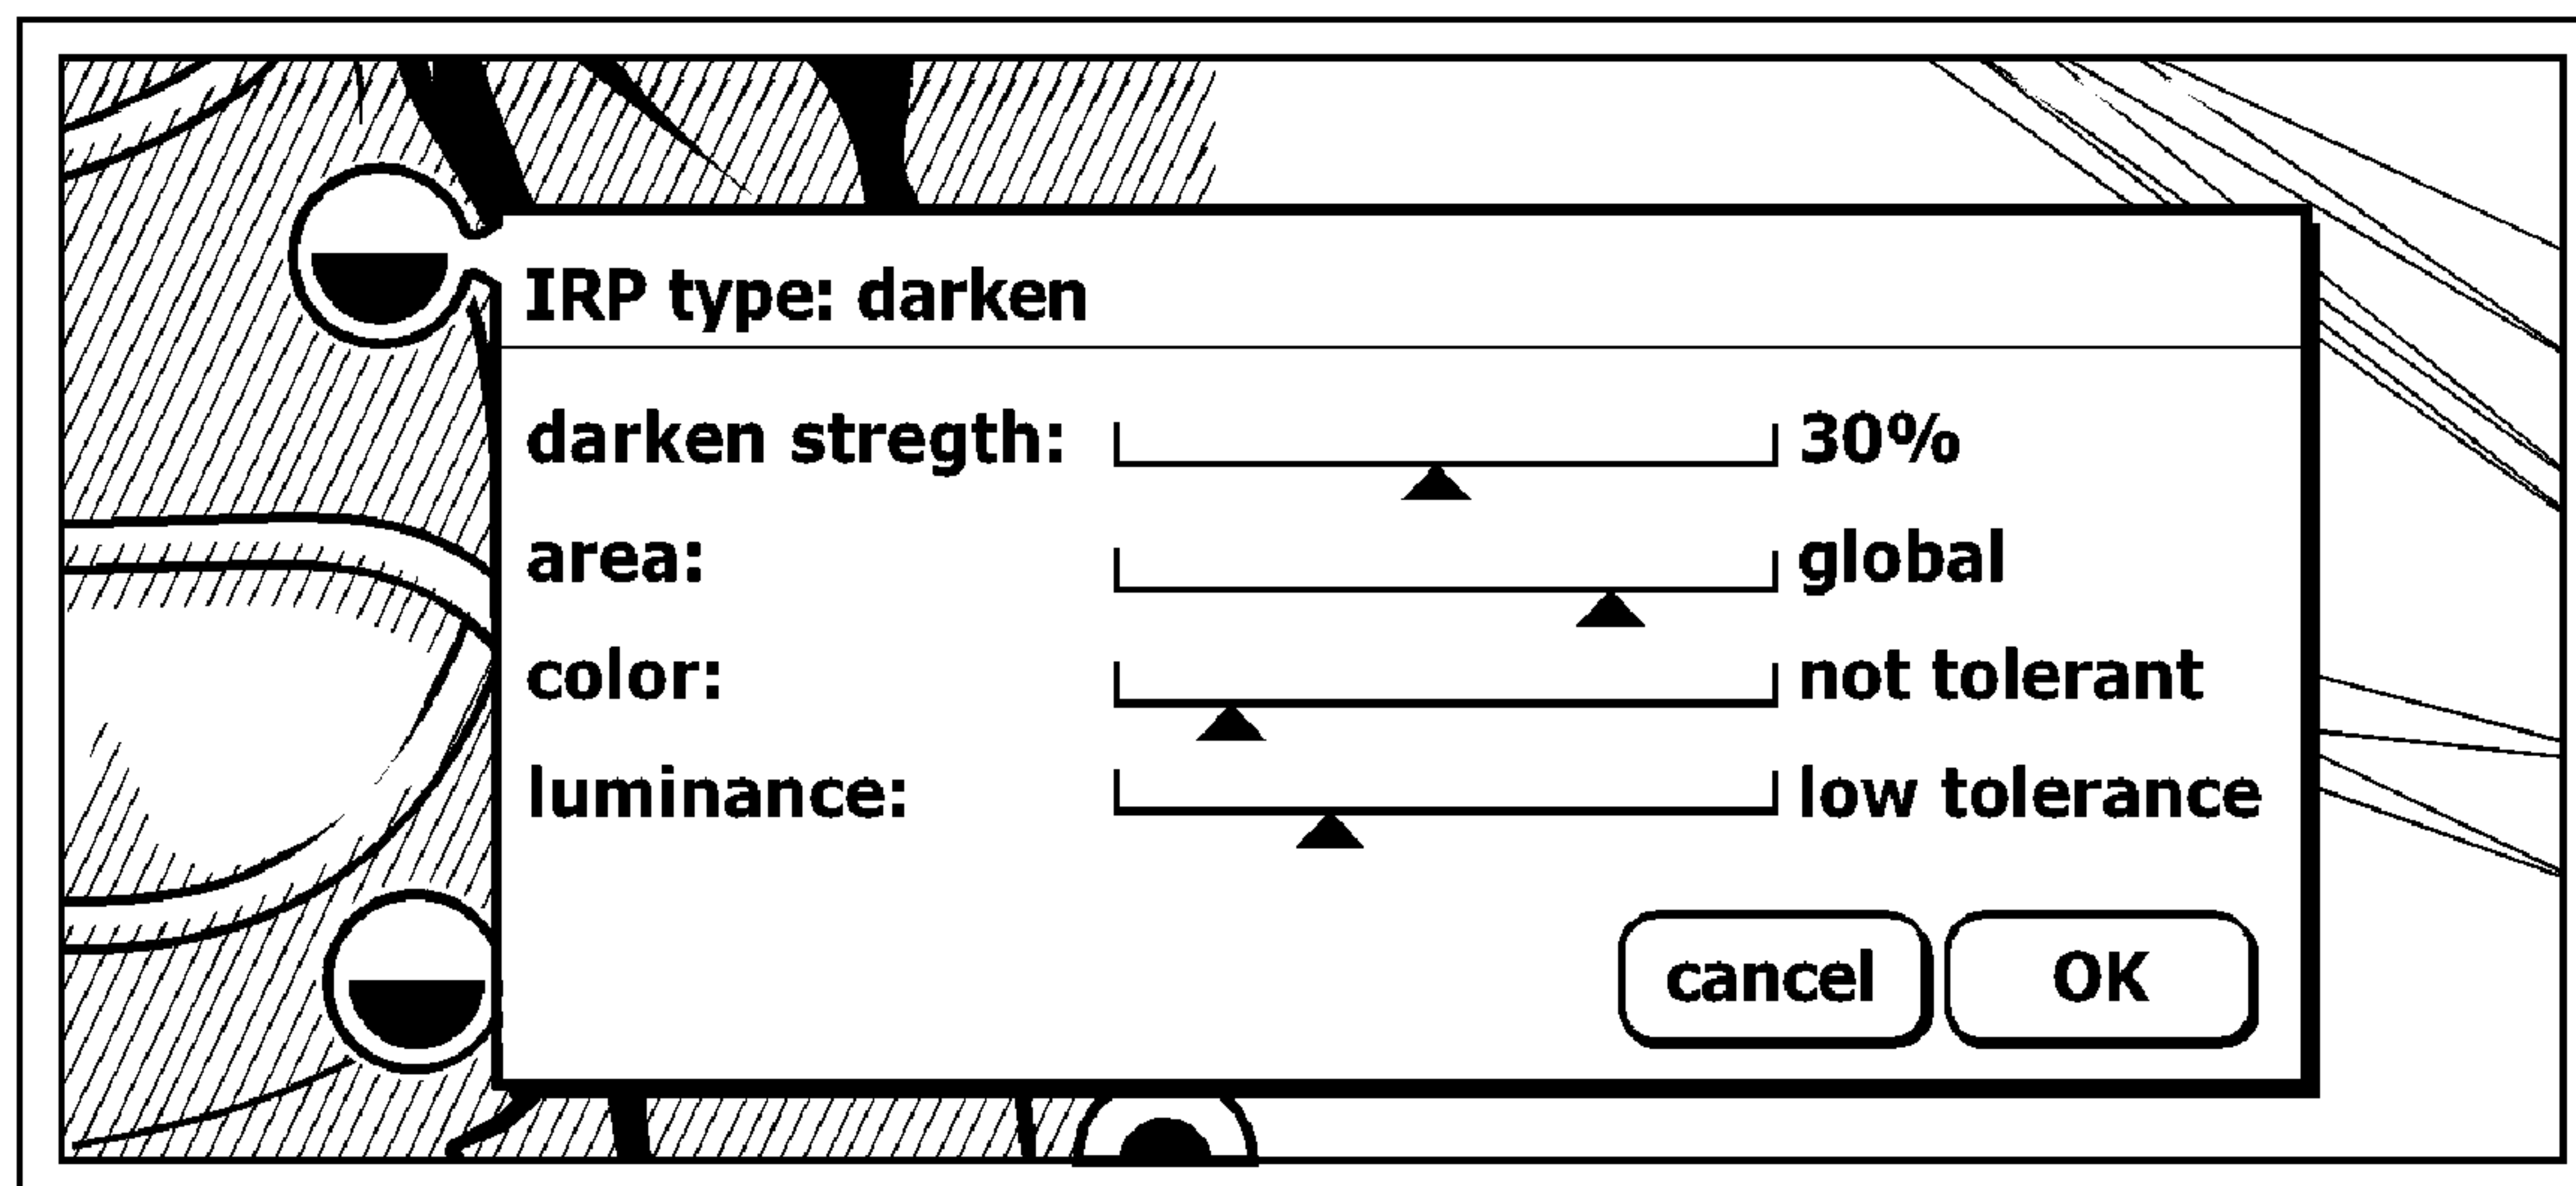 IRP type: darken
darken stregth: 30%
area: global
color: not tolerant
luminance: low tolerance
cancel OK